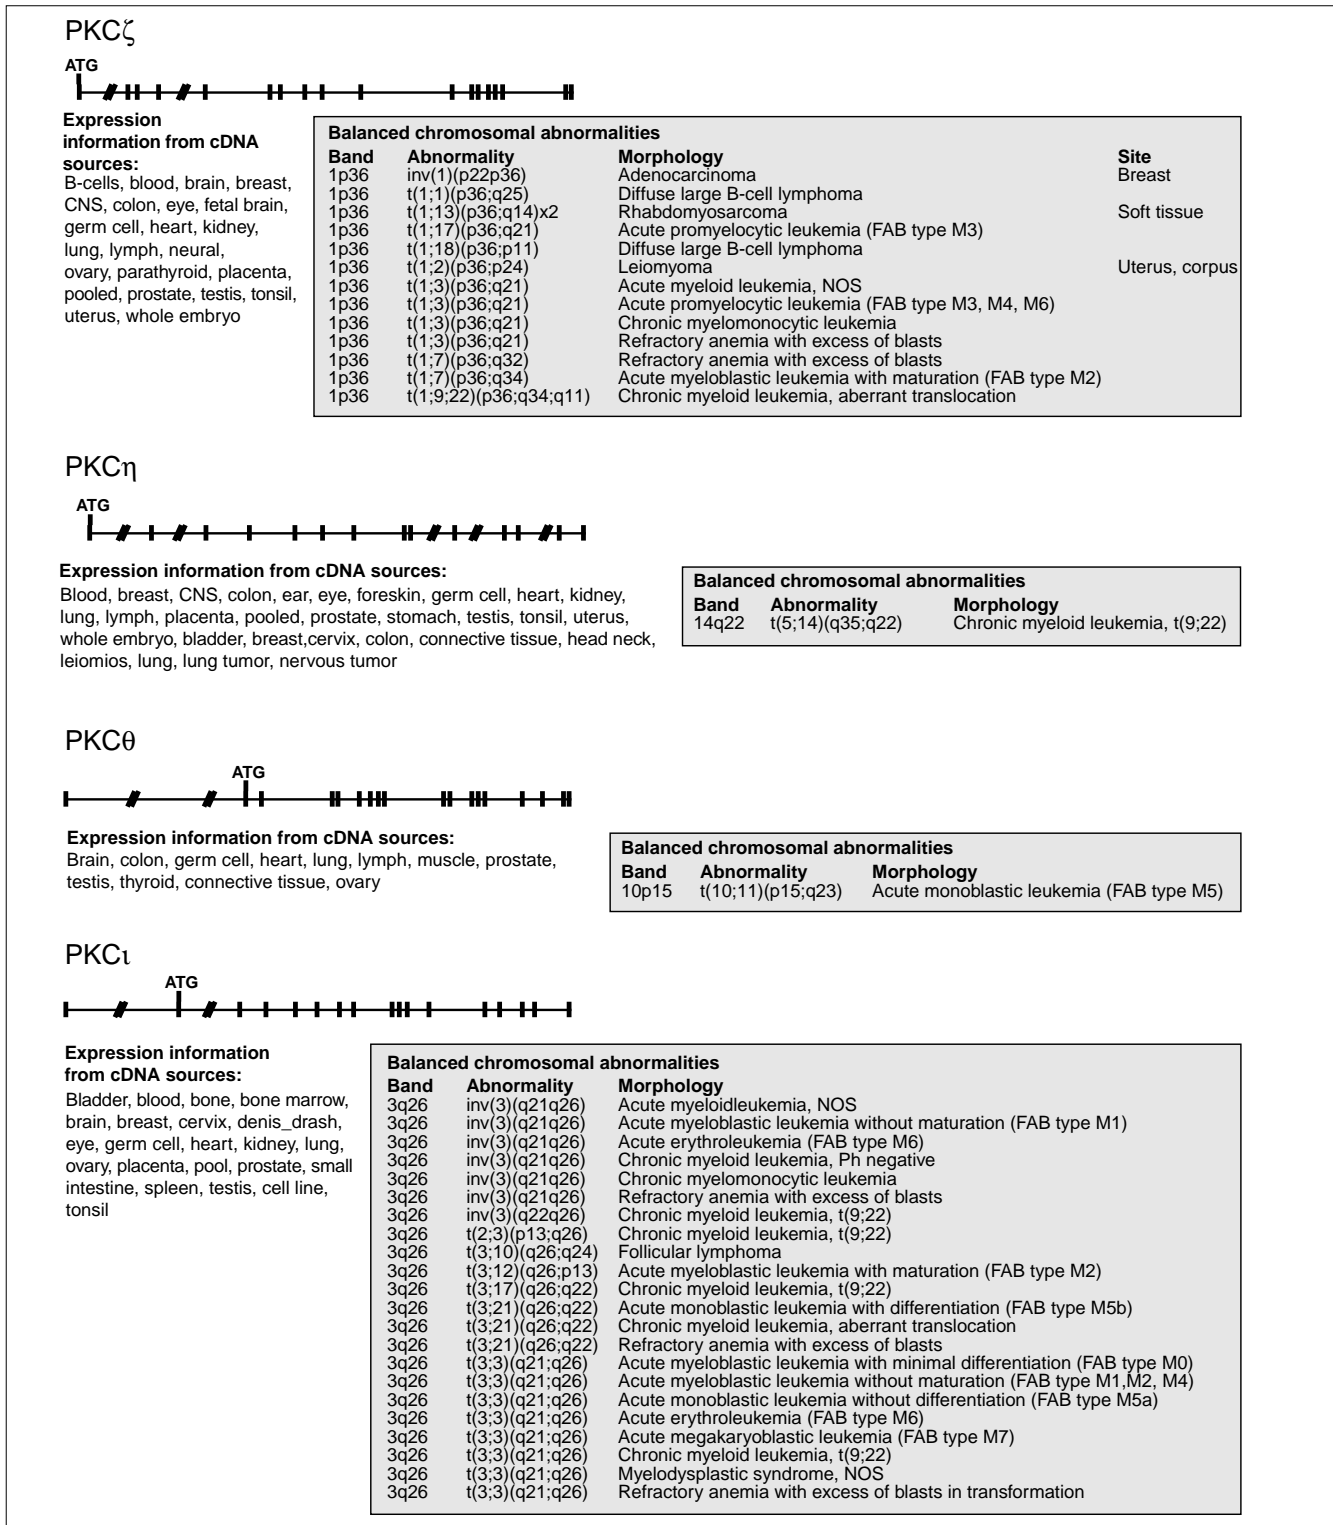 PKCζ
ATG
Expression
information from cDNA
sources:
B-cells, blood, brain, breast,
CNS, colon, eye, fetal brain,
germ cell, heart, kidney,
lung, lymph, neural,
ovary, parathyroid, placenta,
pooled, prostate, testis, tonsil,
uterus, whole embryo
Balanced chromosomal abnormalities
Band Abnormality Morphology Site
1p36 inv(1)(p22p36) Adenocarcinoma Breast
1p36 t(1;1)(p36;q25) Diffuse large B-cell lymphoma
1p36 t(1;13)(p36;q14)x2 Rhabdomyosarcoma Soft tissue
1p36 t(1;17)(p36;q21) Acute promyelocytic leukemia (FAB type M3)
1p36 t(1;18)(p36;p11) Diffuse large B-cell lymphoma
1p36 t(1;2)(p36;p24) Leiomyoma Uterus, corpus
1p36 t(1;3)(p36;q21) Acute myeloid leukemia, NOS
1p36 t(1;3)(p36;q21) Acute promyelocytic leukemia (FAB type M3, M4, M6)
1p36 t(1;3)(p36;q21) Chronic myelomonocytic leukemia
1p36 t(1;3)(p36;q21) Refractory anemia with excess of blasts
1p36 t(1;7)(p36;q32) Refractory anemia with excess of blasts
1p36 t(1;7)(p36;q34) Acute myeloblastic leukemia with maturation (FAB type M2)
1p36 t(1;9;22)(p36;q34;q11) Chronic myeloid leukemia, aberrant translocation
PKCη
ATG
Expression information from cDNA sources:
Blood, breast, CNS, colon, ear, eye, foreskin, germ cell, heart, kidney,
lung, lymph, placenta, pooled, prostate, stomach, testis, tonsil, uterus,
whole embryo, bladder, breast,cervix, colon, connective tissue, head neck,
leiomios, lung, lung tumor, nervous tumor
Balanced chromosomal abnormalities
Band Abnormality Morphology
14q22 t(5;14)(q35;q22) Chronic myeloid leukemia, t(9;22)
PKCθ
ATG
Expression information from cDNA sources:
Brain, colon, germ cell, heart, lung, lymph, muscle, prostate,
testis, thyroid, connective tissue, ovary
Balanced chromosomal abnormalities
Band Abnormality Morphology
10p15 t(10;11)(p15;q23) Acute monoblastic leukemia (FAB type M5)
PKCι
ATG
Expression information
from cDNA sources:
Bladder, blood, bone, bone marrow,
brain, breast, cervix, denis_drash,
eye, germ cell, heart, kidney, lung,
ovary, placenta, pool, prostate, small
intestine, spleen, testis, cell line,
tonsil
Balanced chromosomal abnormalities
Band Abnormality Morphology
3q26 inv(3)(q21q26) Acute myeloidleukemia, NOS
3q26 inv(3)(q21q26) Acute myeloblastic leukemia without maturation (FAB type M1)
3q26 inv(3)(q21q26) Acute erythroleukemia (FAB type M6)
3q26 inv(3)(q21q26) Chronic myeloid leukemia, Ph negative
3q26 inv(3)(q21q26) Chronic myelomonocytic leukemia
3q26 inv(3)(q21q26) Refractory anemia with excess of blasts
3q26 inv(3)(q22q26) Chronic myeloid leukemia, t(9;22)
3q26 t(2;3)(p13;q26) Chronic myeloid leukemia, t(9;22)
3q26 t(3;10)(q26;q24) Follicular lymphoma
3q26 t(3;12)(q26;p13) Acute myeloblastic leukemia with maturation (FAB type M2)
3q26 t(3;17)(q26;q22) Chronic myeloid leukemia, t(9;22)
3q26 t(3;21)(q26;q22) Acute monoblastic leukemia with differentiation (FAB type M5b)
3q26 t(3;21)(q26;q22) Chronic myeloid leukemia, aberrant translocation
3q26 t(3;21)(q26;q22) Refractory anemia with excess of blasts
3q26 t(3;3)(q21;q26) Acute myeloblastic leukemia with minimal differentiation (FAB type M0)
3q26 t(3;3)(q21;q26) Acute myeloblastic leukemia without maturation (FAB type M1,M2, M4)
3q26 t(3;3)(q21;q26) Acute monoblastic leukemia without differentiation (FAB type M5a)
3q26 t(3;3)(q21;q26) Acute erythroleukemia (FAB type M6)
3q26 t(3;3)(q21;q26) Acute megakaryoblastic leukemia (FAB type M7)
3q26 t(3;3)(q21;q26) Chronic myeloid leukemia, t(9;22)
3q26 t(3;3)(q21;q26) Myelodysplastic syndrome, NOS
3q26 t(3;3)(q21;q26) Refractory anemia with excess of blasts in transformation